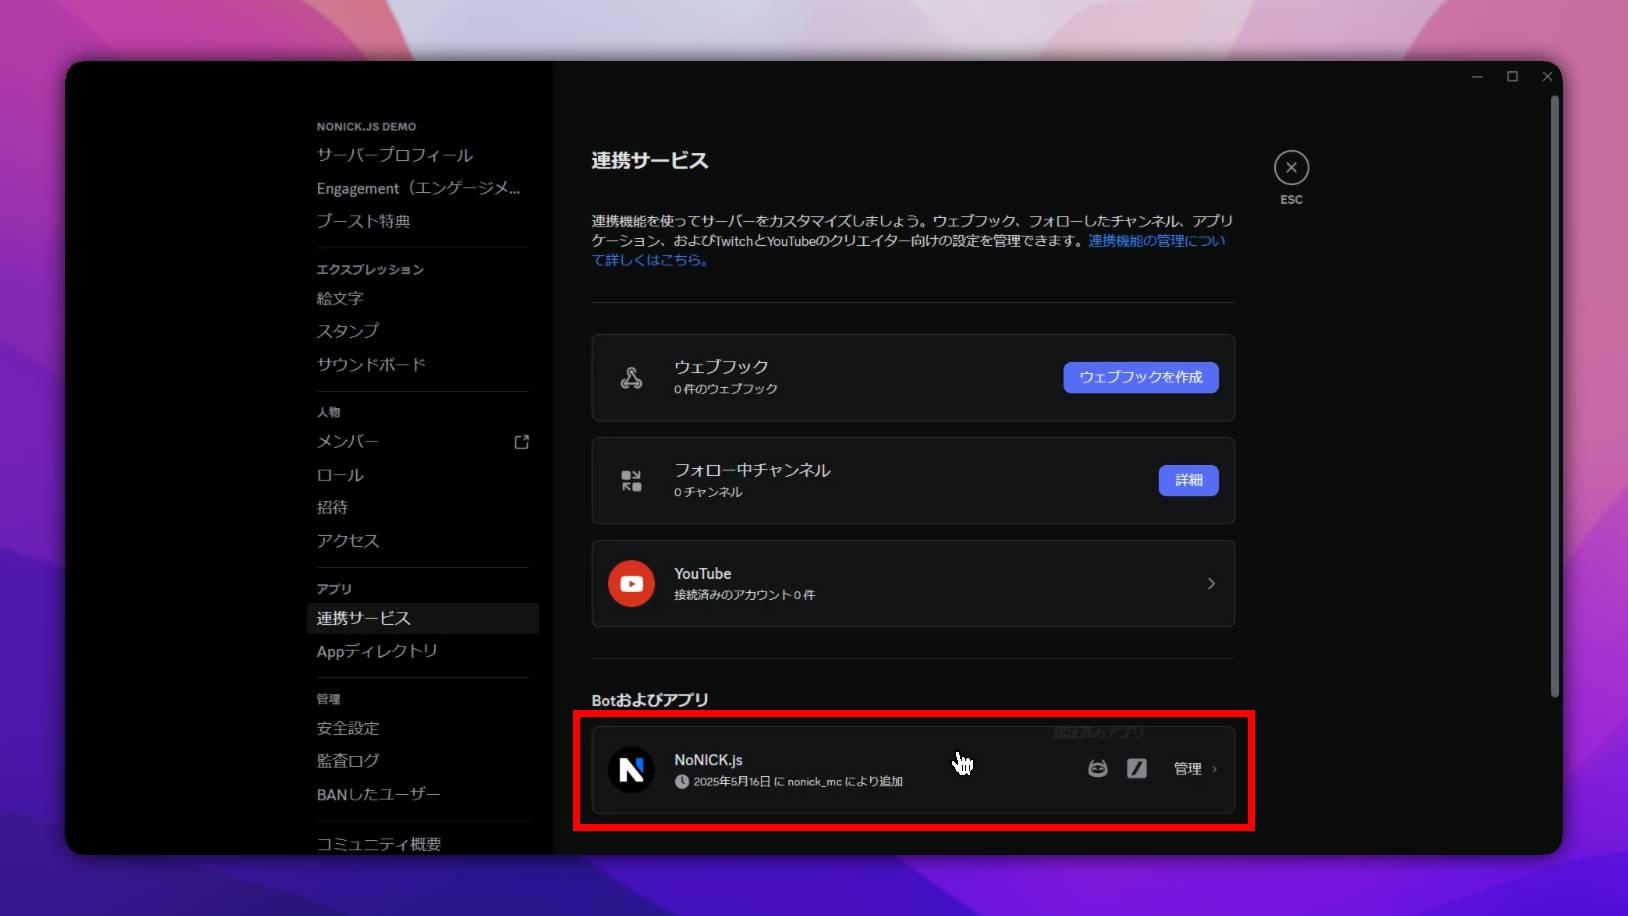 NONICK.JS DEMO
サーバープロフィール
Engagement（エンゲージメ...
ブースト特典
エクスプレッション
絵文字
スタンプ
サウンドボード
人物
メンバー
ロール
招待
アクセス
アプリ
連携サービス
Appディレクトリ
管理
安全設定
監査ログ
BANしたユーザー
コミュニティ概要
連携サービス
ESC
連携機能を使ってサーバーをカスタマイズしましょう。ウェブフック、フォローしたチャンネル、アプリ
ケーション、およびTwitchとYouTubeのクリエイター向けの設定を管理できます。連携機能の管理につい
て詳しくはこちら。
ウェブフック
0 件のウェブフック
ウェブフックを作成
フォロー中チャンネル
0 チャンネル
詳細
YouTube
接続済みのアカウント 0 件
Botおよびアプリ
認証済みアプリ
NoNICK.js
2025年5月16日 に nonick_mc により追加
管理